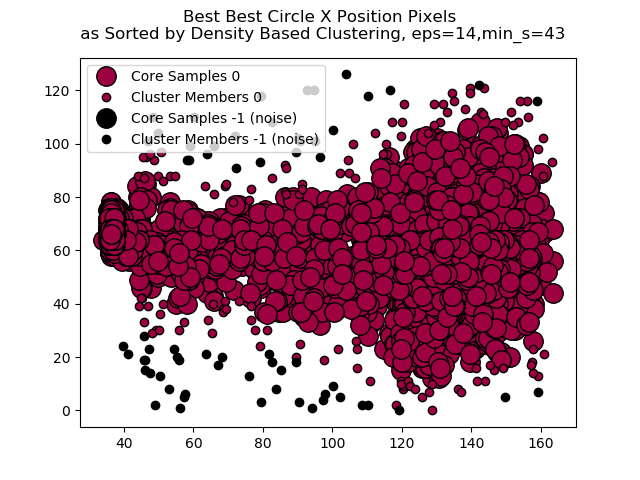 Best Best Circle X Position Pixels
as Sorted by Density Based Clustering, eps=14,min_s=43
Core Samples 0
Cluster Members 0
Core Samples -1 (noise)
Cluster Members -1 (noise)
120
100
80
60
40
20
0
40 60 80 100 120 140 160